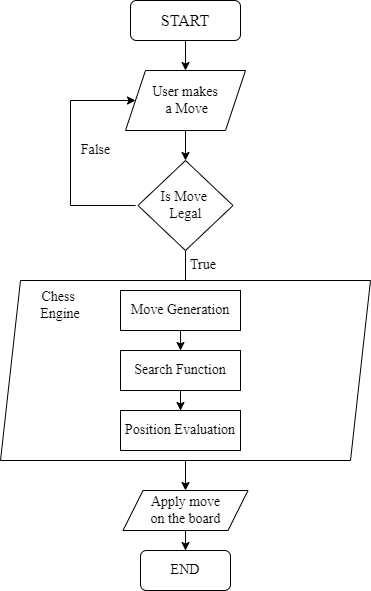 START
User makes
a Move
False
Is Move
Legal
True
Chess
Engine
Move Generation
Search Function
Position Evaluation
Apply move
on the board
END